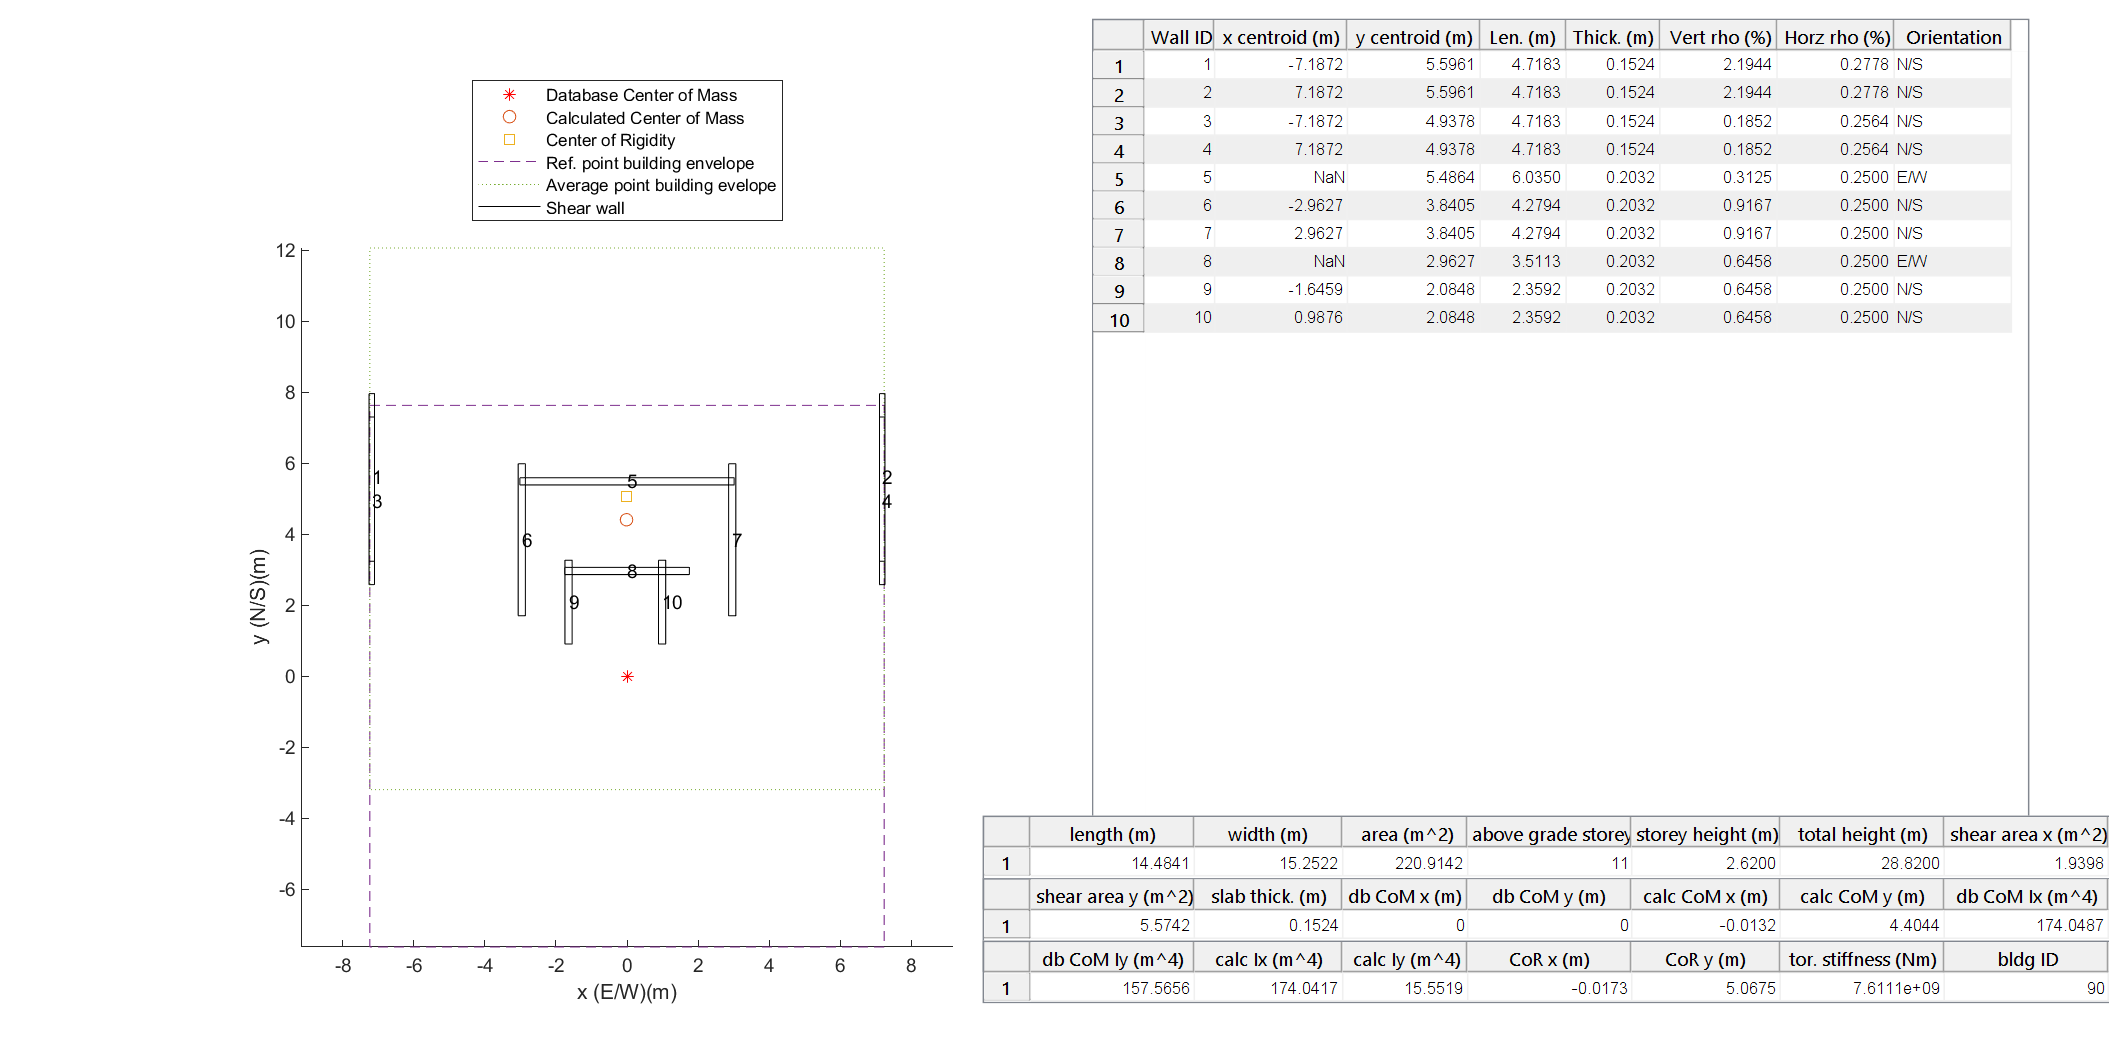 Database Center of Mass
Calculated Center of Mass
Center of Rigidity
Ref. point building envelope
Average point building evelope
Shear wall
12
10
8
6
4
2
0
-2
-4
-6
y (N/S)(m)
-8 -6 -4 -2 0 2 4 6 8
x (E/W)(m)
1
3
2
4
5
6
7
8
9
10
Wall ID x centroid (m) y centroid (m) Len. (m) Thick. (m) Vert rho (%) Horz rho (%) Orientation
1 1 -7.1872 5.5961 4.7183 0.1524 2.1944 0.2778 N/S
2 2 7.1872 5.5961 4.7183 0.1524 2.1944 0.2778 N/S
3 3 -7.1872 4.9378 4.7183 0.1524 0.1852 0.2564 N/S
4 4 7.1872 4.9378 4.7183 0.1524 0.1852 0.2564 N/S
5 5 NaN 5.4864 6.0350 0.2032 0.3125 0.2500 E/W
6 6 -2.9627 3.8405 4.2794 0.2032 0.9167 0.2500 N/S
7 7 2.9627 3.8405 4.2794 0.2032 0.9167 0.2500 N/S
8 8 NaN 2.9627 3.5113 0.2032 0.6458 0.2500 E/W
9 9 -1.6459 2.0848 2.3592 0.2032 0.6458 0.2500 N/S
10 10 0.9876 2.0848 2.3592 0.2032 0.6458 0.2500 N/S
length (m) width (m) area (m^2) above grade storey storey height (m) total height (m) shear area x (m^2)
1 14.4841 15.2522 220.9142 11 2.6200 28.8200 1.9398
shear area y (m^2) slab thick. (m) db CoM x (m) db CoM y (m) calc CoM x (m) calc CoM y (m) db CoM Ix (m^4)
1 5.5742 0.1524 0 0 -0.0132 4.4044 174.0487
db CoM Iy (m^4) calc Ix (m^4) calc Iy (m^4) CoR x (m) CoR y (m) tor. stiffness (Nm) bldg ID
1 157.5656 174.0417 15.5519 -0.0173 5.0675 7.6111e+09 90